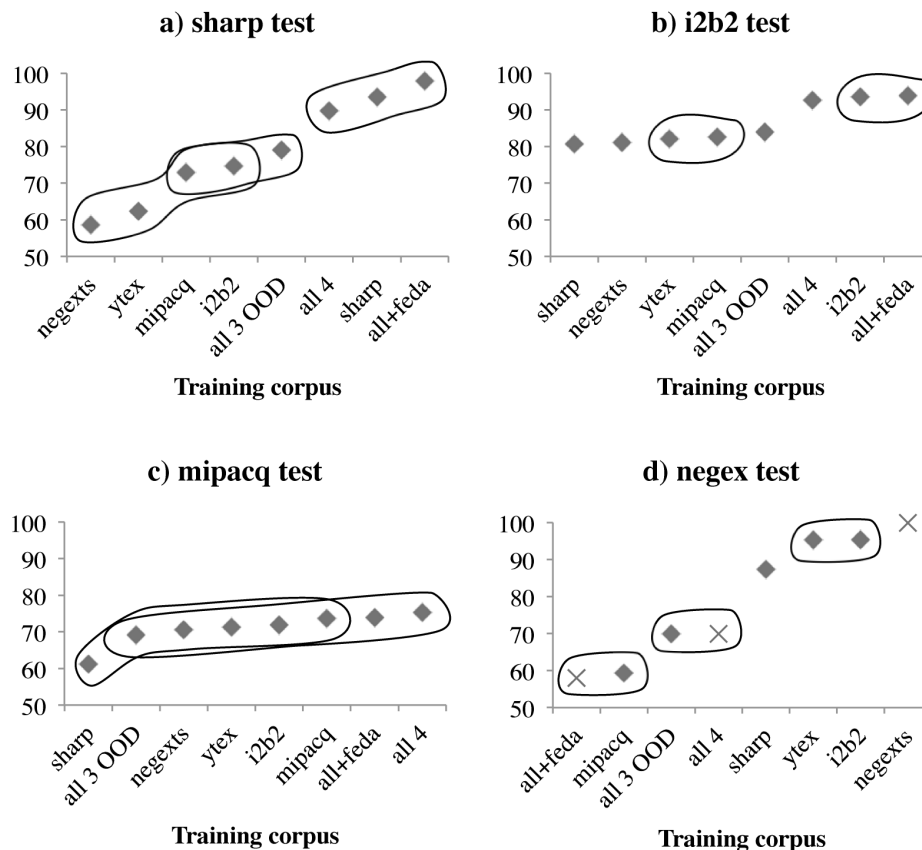 a) sharp test
100
90
80
70
60
50
negexts
ytex
mipacq
i2b2
all 3 OOD
all 4
sharp
all+feda
Training corpus
b) i2b2 test
100
90
80
70
60
50
sharp
negexts
ytex
mipacq
all 3 OOD
all 4
i2b2
all+feda
Training corpus
c) mipacq test
100
90
80
70
60
50
sharp
all 3 OOD
negexts
ytex
i2b2
mipacq
all+feda
all 4
Training corpus
d) negex test
100
90
80
70
60
50
all+feda
mipacq
all 3 OOD
all 4
sharp
ytex
i2b2
negexts
Training corpus